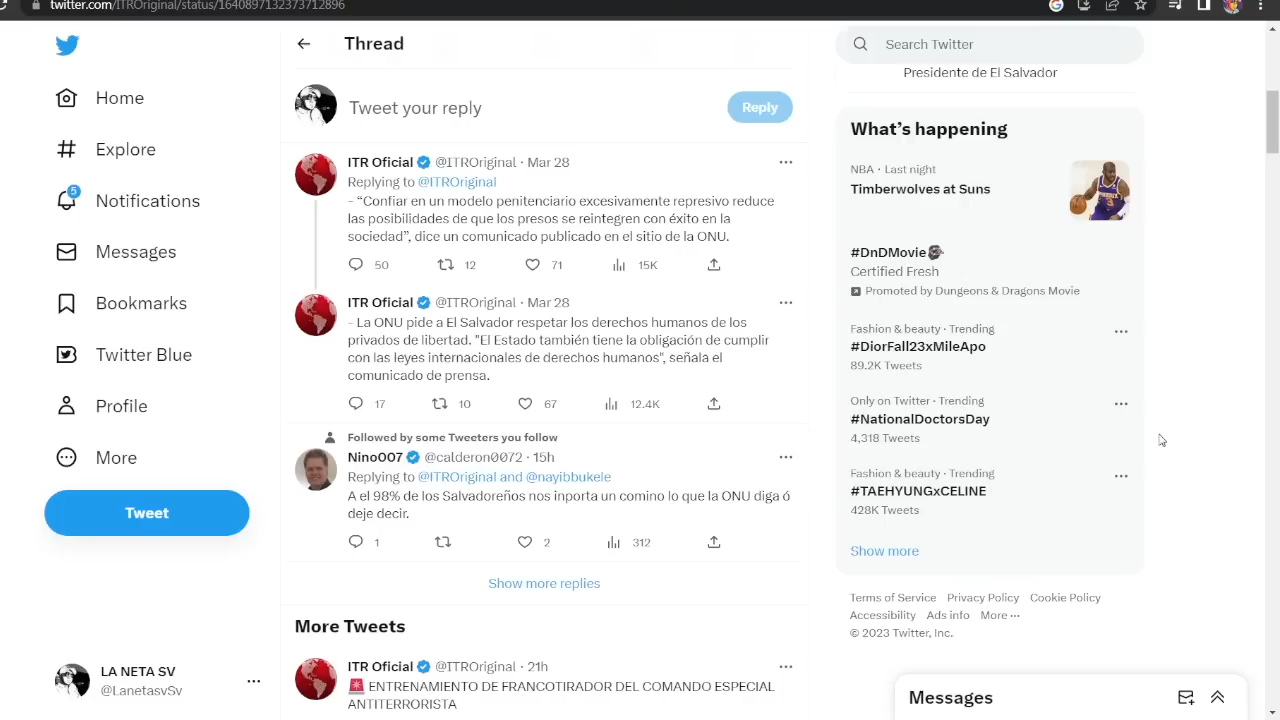 twitter.com/ITROriginal/status/1640897132373712896
Home
Explore
5
Notifications
Messages
Bookmarks
Twitter Blue
Profile
More
Tweet
LA NETA SV
@LanetasvSv
Thread
Tweet your reply
Reply
ITR Oficial @ITROriginal · Mar 28
Replying to @ITROriginal
- “Confiar en un modelo penitenciario excesivamente represivo reduce
las posibilidades de que los presos se reintegren con éxito en la
sociedad”, dice un comunicado publicado en el sitio de la ONU.
50 12 71 15K
ITR Oficial @ITROriginal · Mar 28
- La ONU pide a El Salvador respetar los derechos humanos de los
privados de libertad. "El Estado también tiene la obligación de cumplir
con las leyes internacionales de derechos humanos", señala el
comunicado de prensa.
17 10 67 12.4K
Followed by some Tweeters you follow
Nino007 @calderon0072 · 15h
Replying to @ITROriginal and @nayibbukele
A el 98% de los Salvadoreños nos inporta un comino lo que la ONU diga ó
deje decir.
1 2 312
Show more replies
More Tweets
ITR Oficial @ITROriginal · 21h
ENTRENAMIENTO DE FRANCOTIRADOR DEL COMANDO ESPECIAL
ANTITERRORISTA
Search Twitter
Presidente de El Salvador
What’s happening
NBA · Last night
Timberwolves at Suns
#DnDMovie
Certified Fresh
Promoted by Dungeons & Dragons Movie
Fashion & beauty · Trending
#DiorFall23xMileApo
89.2K Tweets
Only on Twitter · Trending
#NationalDoctorsDay
4,318 Tweets
Fashion & beauty · Trending
#TAEHYUNGxCELINE
428K Tweets
Show more
Terms of Service Privacy Policy Cookie Policy
Accessibility Ads info More ···
© 2023 Twitter, Inc.
Messages